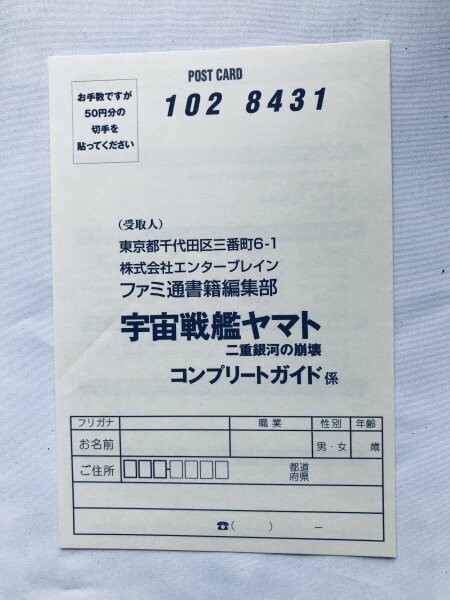 POST CARD
お手数ですが
50円分の
切手を
貼ってください
102 8431
(受取人)
東京都千代田区三番町6-1
株式会社エンターブレイン
ファミ通書籍編集部
宇宙戦艦ヤマト
二重銀河の崩壊
コンプリートガイド係
フリガナ 職業 性別 年齢
お名前 男・女 歳
ご住所 都道
府県
☎( ) －